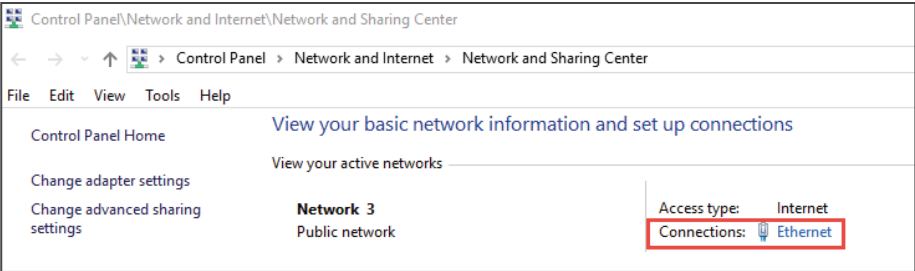 Control Panel\Network and Internet\Network and Sharing Center
Control Panel > Network and Internet > Network and Sharing Center
File Edit View Tools Help
Control Panel Home
Change adapter settings
Change advanced sharing
settings
View your basic network information and set up connections
View your active networks
Network 3
Public network
Access type: Internet
Connections: Ethernet